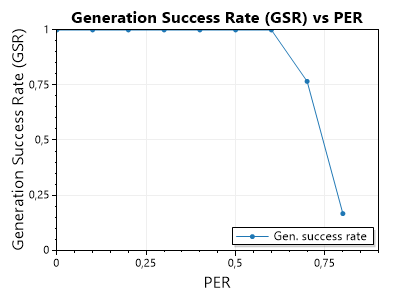 Generation Success Rate (GSR) vs PER
Generation Success Rate (GSR)
1
0,75
0,5
0,25
0
0
0,25
0,5
0,75
PER
Gen. success rate